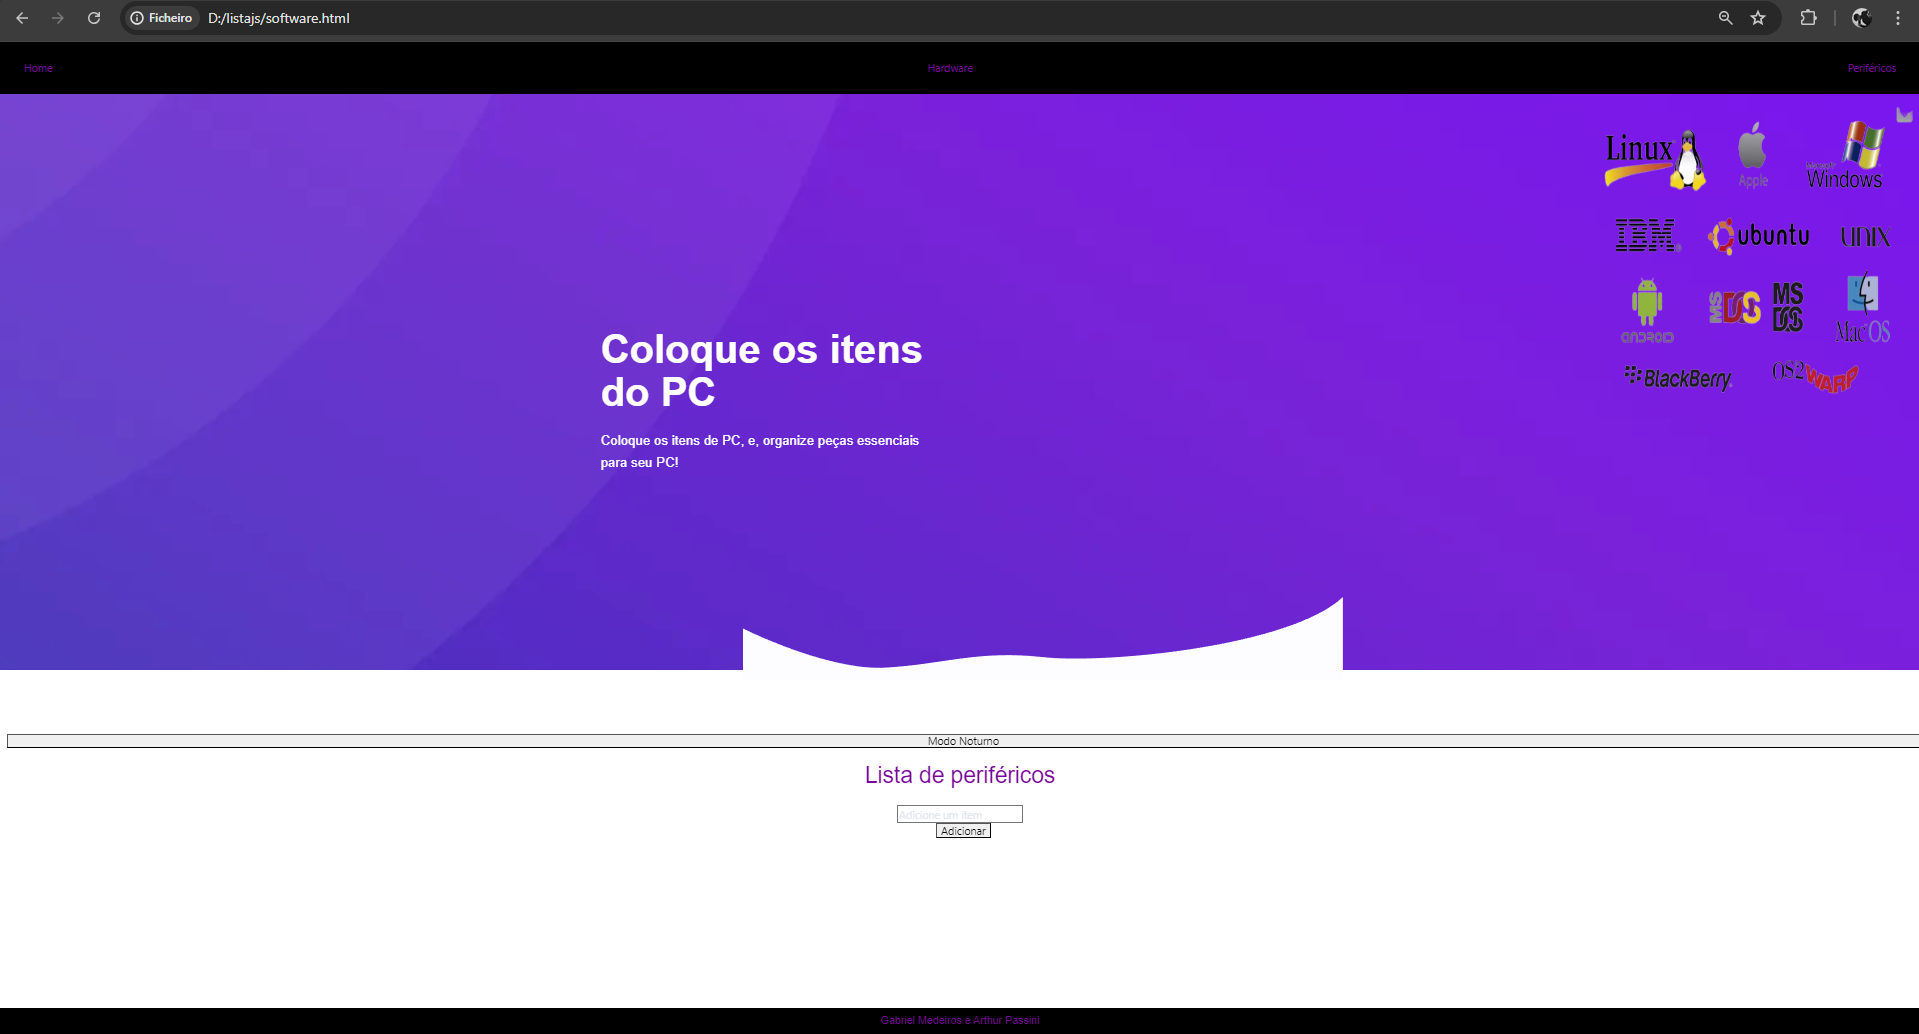 Ficheiro D:/listajs/software.html
Home Hardware Periféricos
Linux Apple Microsoft Windows
IBM ubuntu UNIX
ANDROID MS DOS MS DOS Mac OS
BlackBerry OS2 WARP
Coloque os itens
do PC
Coloque os itens de PC, e, organize peças essenciais
para seu PC!
Modo Noturno
Lista de periféricos
Adicione um item
Adicionar
Gabriel Medeiros e Arthur Passini